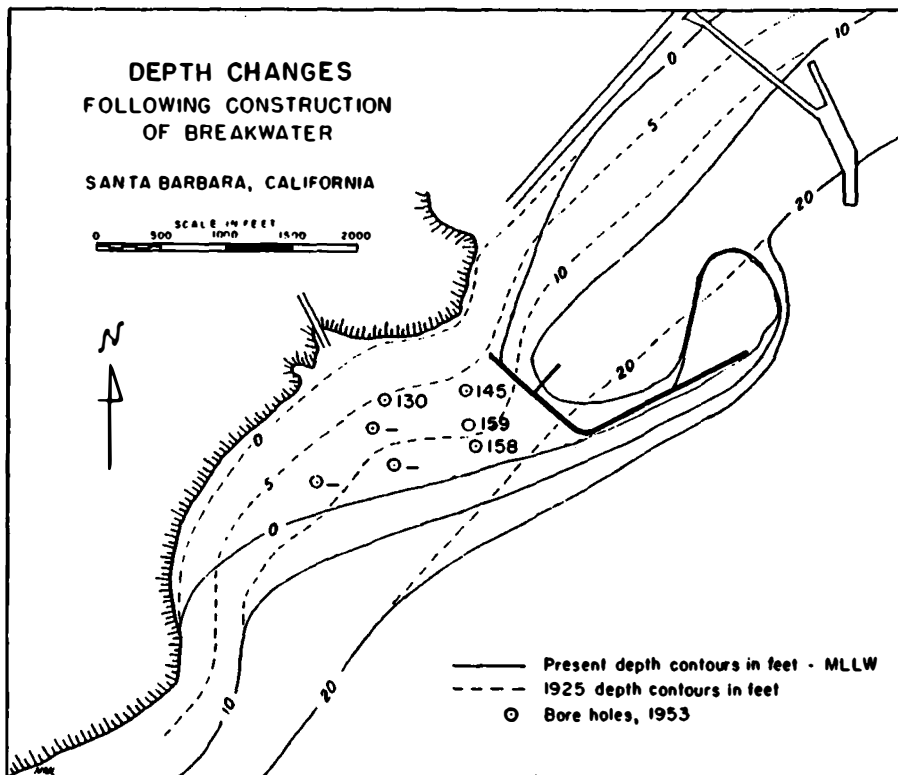 DEPTH CHANGES
FOLLOWING CONSTRUCTION
OF BREAKWATER
SANTA BARBARA, CALIFORNIA
SCALE IN FEET
0 500 1000 1500 2000
N
0
10
5
20
10
20
145
130
159
158
0
5
0
10
20
Present depth contours in feet - MLLW
1925 depth contours in feet
Bore holes, 1953